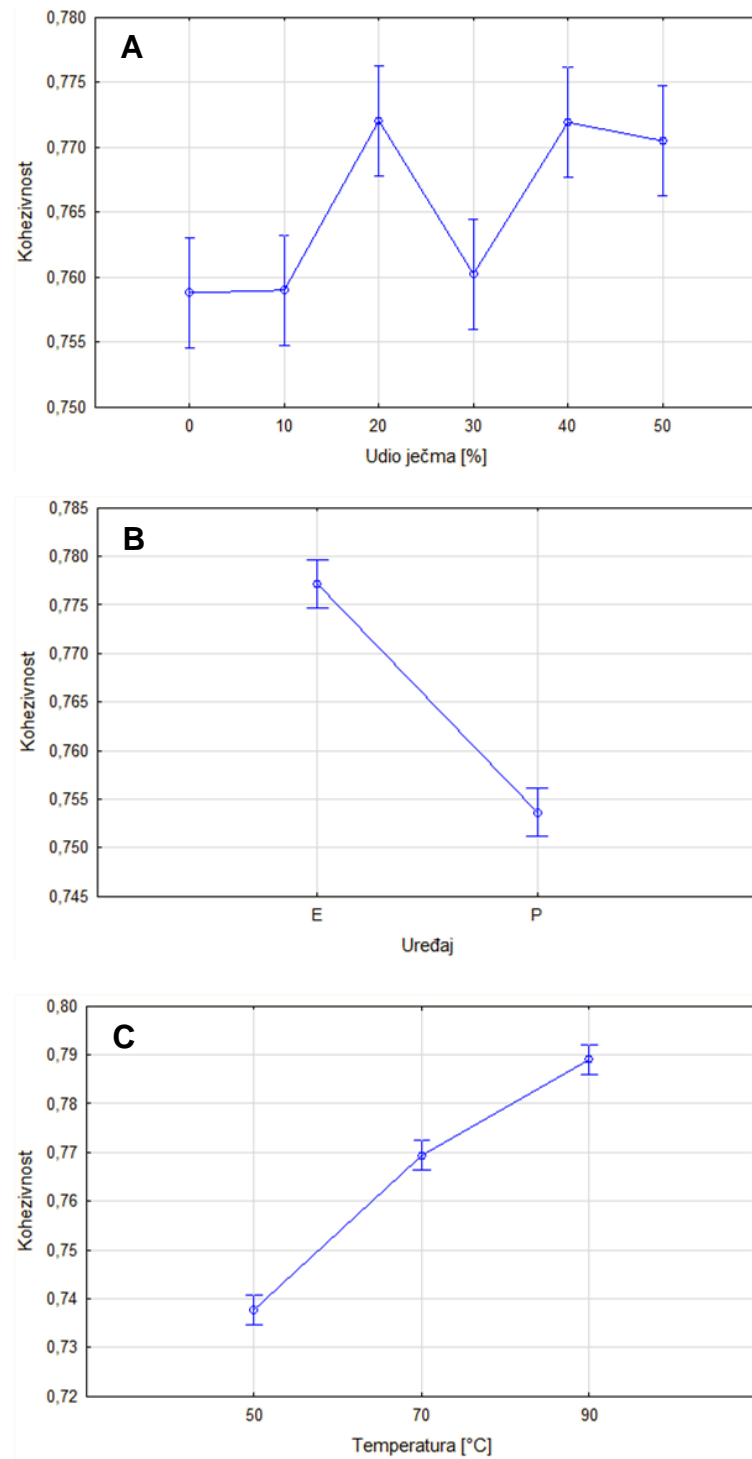 A
0,780
0,775
0,770
0,765
0,760
0,755
0,750
Kohezivnost
0 10 20 30 40 50
Udio ječma [%]
B
0,785
0,780
0,775
0,770
0,765
0,760
0,755
0,750
0,745
Kohezivnost
E P
Uređaj
C
0,80
0,79
0,78
0,77
0,76
0,75
0,74
0,73
0,72
Kohezivnost
50 70 90
Temperatura [°C]